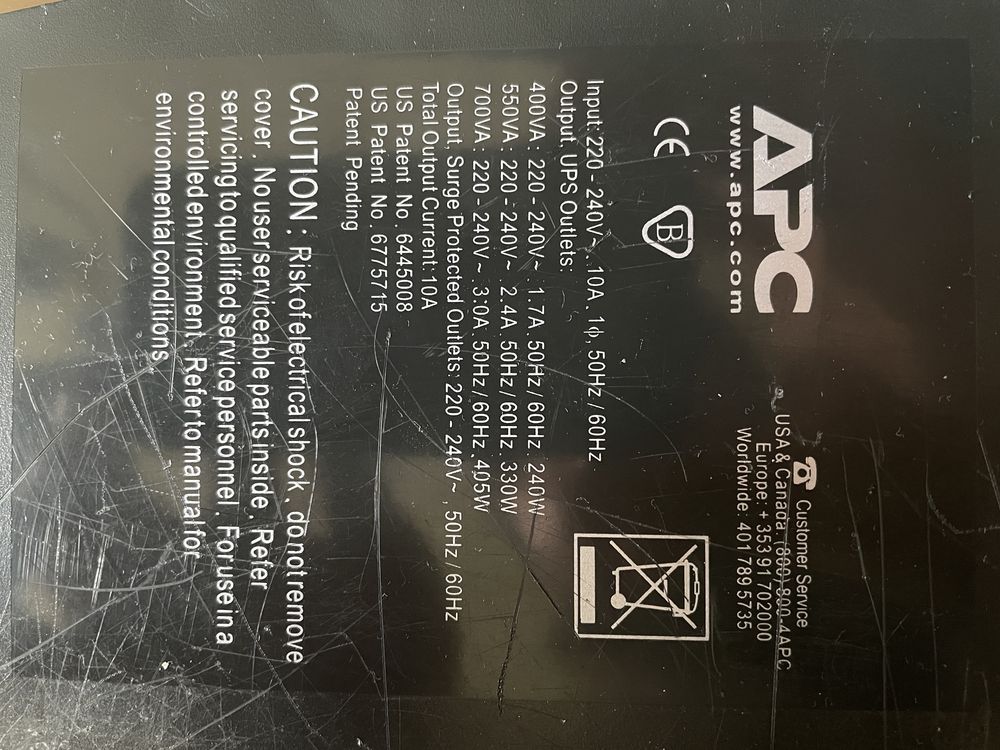 APC
www.apc.com
Customer Service
USA & Canada: (800) 800-4APC
Europe: + 353 91 702000
Worldwide: 401 789 5735
CE
B
Input: 220 - 240V~, 10A, 1ϕ, 50Hz / 60Hz
Output, UPS Outlets:
400VA : 220 - 240V~ 1.7A. 50Hz / 60Hz. 240W
550VA : 220 - 240V~ 2.4A. 50Hz / 60Hz. 330W
700VA : 220 - 240V~ 3.0A. 50Hz / 60Hz. 405W
Output, Surge Protected Outlets: 220 - 240V~ , 50Hz / 60Hz
Total Output Current: 10A
US Patent No. 6445008
US Patent No. 6775715
Patent Pending
CAUTION : Risk of electrical shock, do not remove
cover. No user serviceable parts inside. Refer
servicing to qualified service personnel. For use in a
controlled environment. Refer to manual for
environmental conditions.